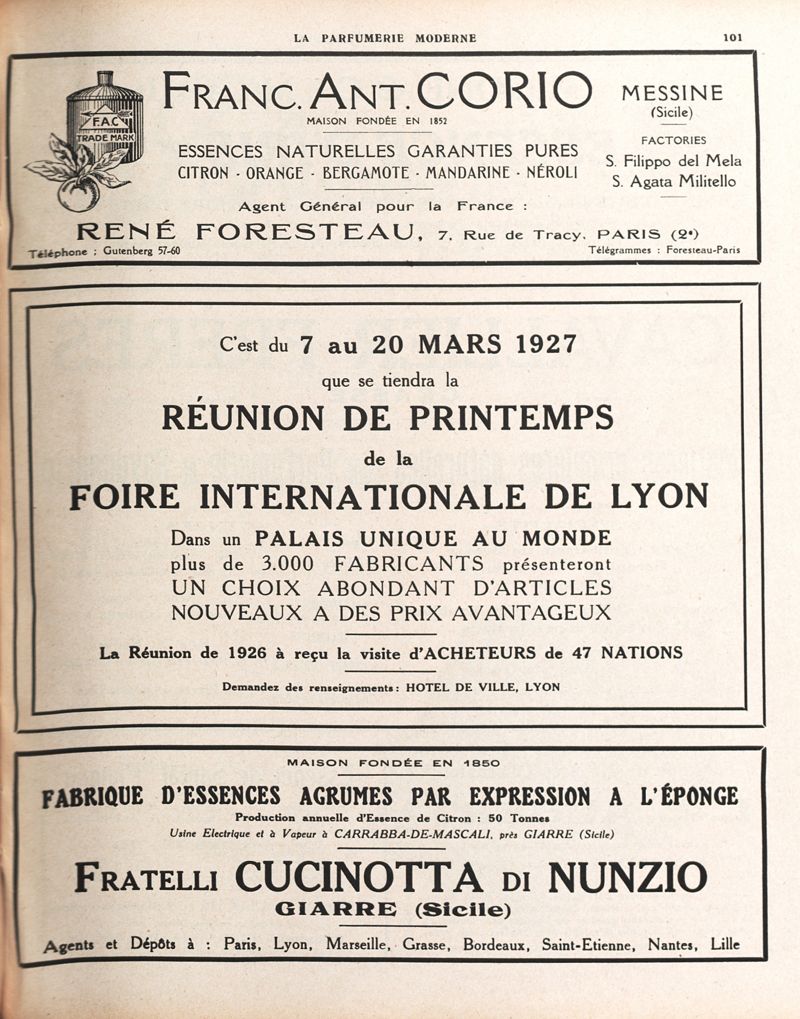 LA PARFUMERIE MODERNE 101
F.A.C
TRADE MARK
FRANC. ANT. CORIO
MAISON FONDÉE EN 1852
ESSENCES NATURELLES GARANTIES PURES
CITRON - ORANGE - BERGAMOTE - MANDARINE - NÉROLI
MESSINE
(Sicile)
FACTORIES
S. Filippo del Mela
S. Agata Militello
Agent Général pour la France :
RENÉ FORESTEAU, 7, Rue de Tracy, PARIS (2e)
Téléphone : Gutenberg 57-60 Télégrammes : Foresteau-Paris
C'est du 7 au 20 MARS 1927
que se tiendra la
RÉUNION DE PRINTEMPS
de la
FOIRE INTERNATIONALE DE LYON
Dans un PALAIS UNIQUE AU MONDE
plus de 3.000 FABRICANTS présenteront
UN CHOIX ABONDANT D'ARTICLES
NOUVEAUX A DES PRIX AVANTAGEUX
La Réunion de 1926 à reçu la visite d'ACHETEURS de 47 NATIONS
Demandez des renseignements : HOTEL DE VILLE, LYON
MAISON FONDÉE EN 1850
FABRIQUE D'ESSENCES AGRUMES PAR EXPRESSION A L'ÉPONGE
Production annuelle d'Essence de Citron : 50 Tonnes
Usine Electrique et à Vapeur à CARRABBA-DE-MASCALI, près GIARRE (Sicile)
FRATELLI CUCINOTTA DI NUNZIO
GIARRE (Sicile)
Agents et Dépôts à : Paris, Lyon, Marseille, Grasse, Bordeaux, Saint-Etienne, Nantes, Lille